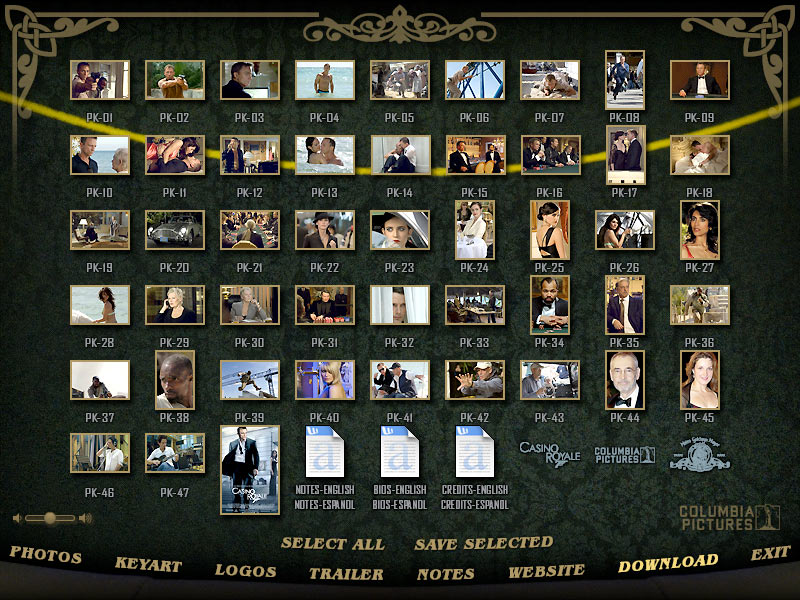 PK-01 PK-02 PK-03 PK-04 PK-05 PK-06 PK-07 PK-08 PK-09
PK-10 PK-11 PK-12 PK-13 PK-14 PK-15 PK-16 PK-17 PK-18
PK-19 PK-20 PK-21 PK-22 PK-23 PK-24 PK-25 PK-26 PK-27
PK-28 PK-29 PK-30 PK-31 PK-32 PK-33 PK-34 PK-35 PK-36
PK-37 PK-38 PK-39 PK-40 PK-41 PK-42 PK-43 PK-44 PK-45
CASINO ROYALE
COLUMBIA PICTURES
PK-46 PK-47
CASINO ROYALE
NOTES-ENGLISH BIOS-ENGLISH CREDITS-ENGLISH
NOTES-ESPANOL BIOS-ESPANOL CREDITS-ESPANOL
COLUMBIA
PICTURES
SELECT ALL SAVE SELECTED
PHOTOS KEYART LOGOS TRAILER NOTES WEBSITE DOWNLOAD EXIT